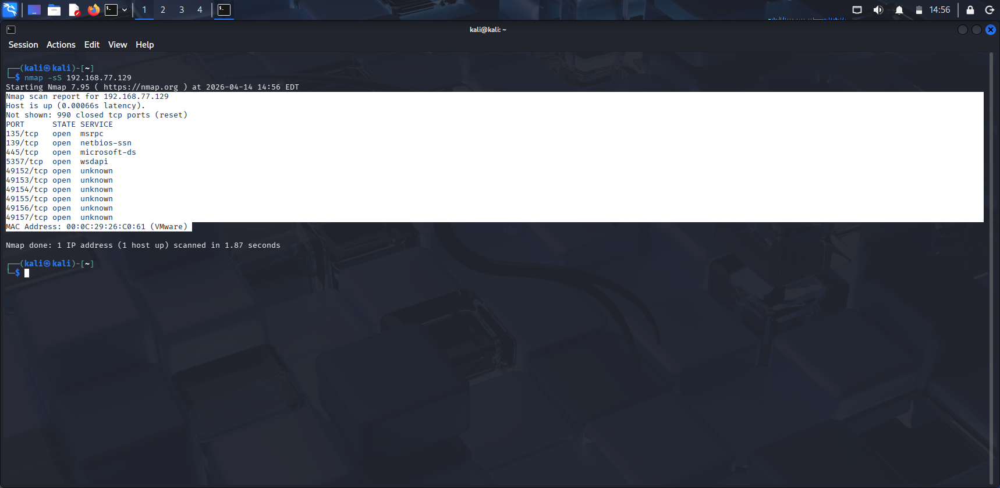 1 2 3 4 14:56
kali@kali: ~
Session Actions Edit View Help
┌──(kali㉿kali)-[~]
└─$ nmap -sS 192.168.77.129
Starting Nmap 7.95 ( https://nmap.org ) at 2026-04-14 14:56 EDT
Nmap scan report for 192.168.77.129
Host is up (0.00066s latency).
Not shown: 990 closed tcp ports (reset)
PORT      STATE SERVICE
135/tcp   open  msrpc
139/tcp   open  netbios-ssn
445/tcp   open  microsoft-ds
5357/tcp  open  wsdapi
49152/tcp open  unknown
49153/tcp open  unknown
49154/tcp open  unknown
49155/tcp open  unknown
49156/tcp open  unknown
49157/tcp open  unknown
MAC Address: 00:0C:29:26:C0:61 (VMware)
Nmap done: 1 IP address (1 host up) scanned in 1.87 seconds
┌──(kali㉿kali)-[~]
└─$